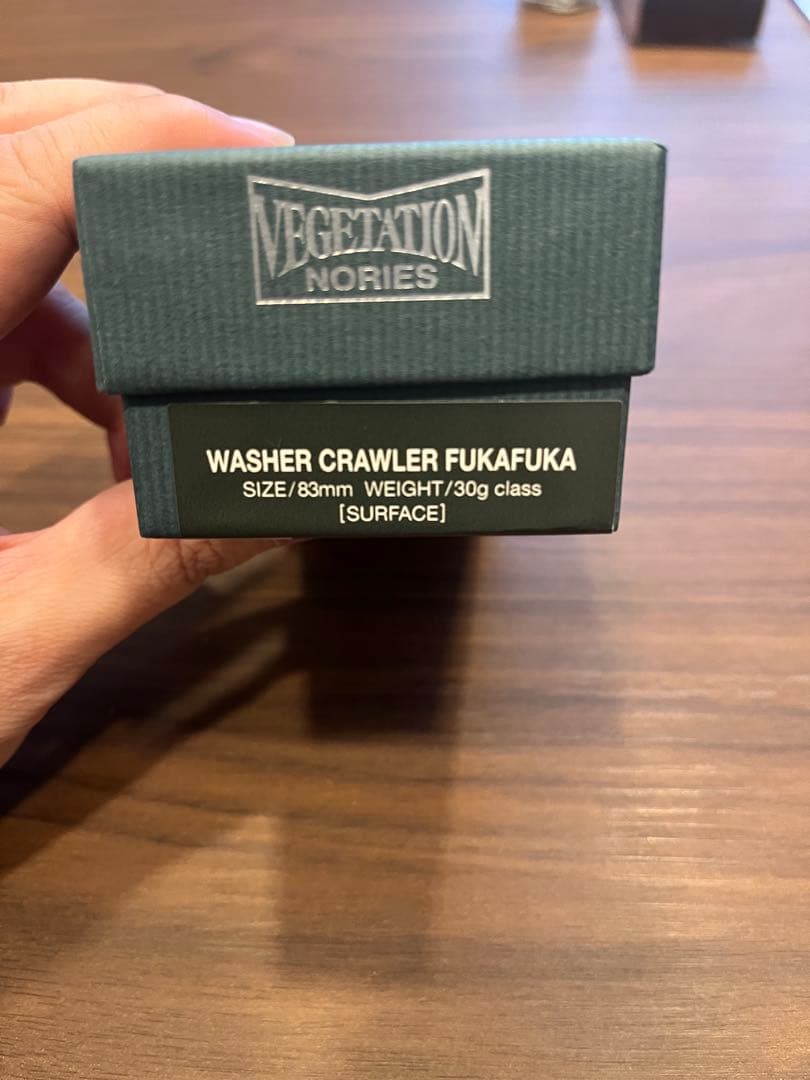 VEGETATION
NORIES
WASHER CRAWLER FUKAFUKA
SIZE/83mm WEIGHT/30g class
[SURFACE]